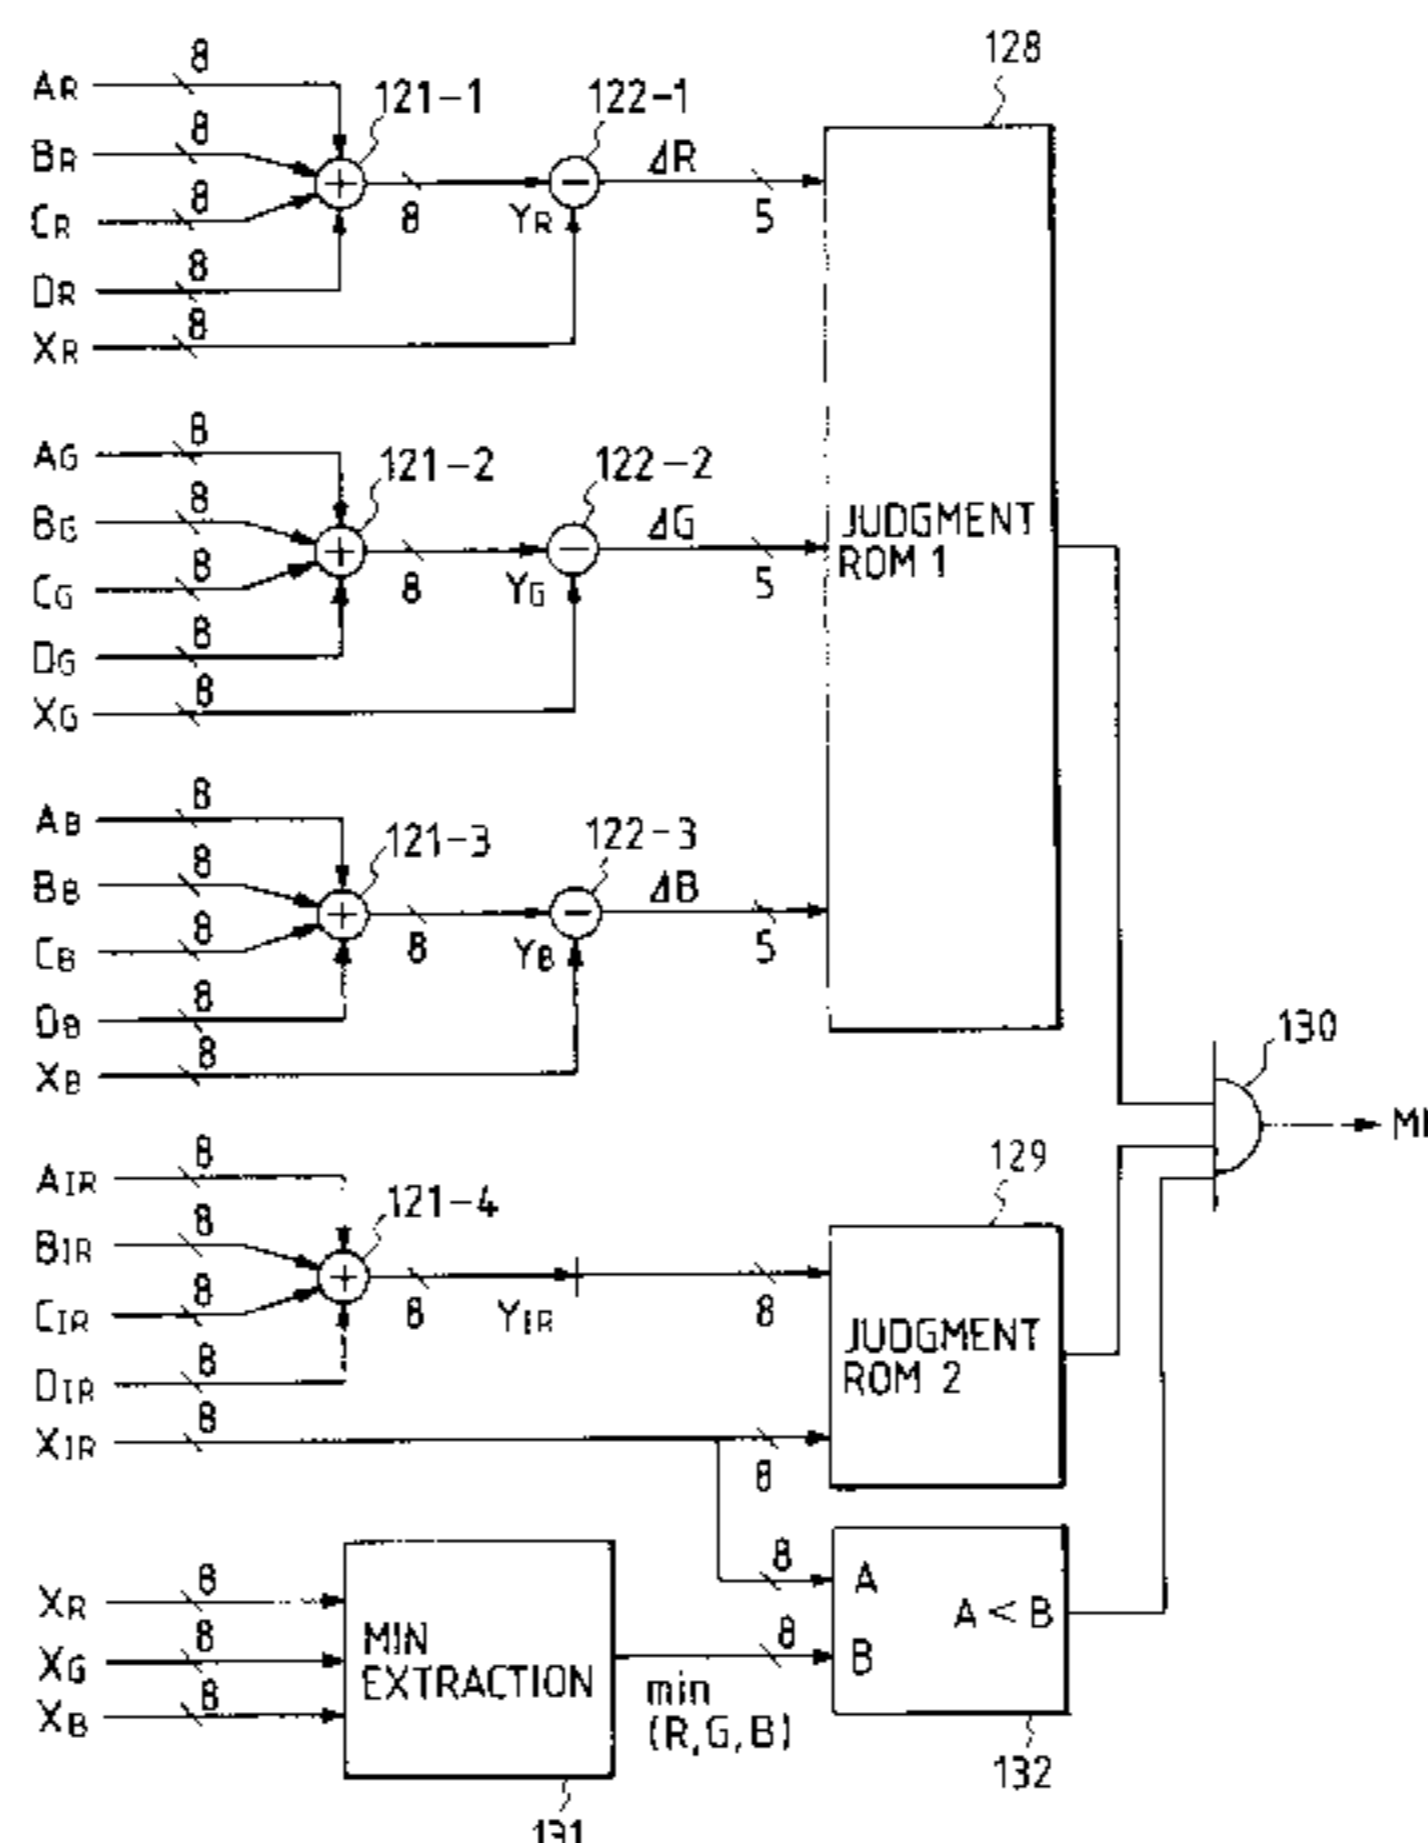 128
AR 8
121-1
122-1
BR 8
ΔR
CR 8
8
YR
5
DR 8
XR 8
AG 8
121-2
122-2
BG 8
ΔG
JUDGMENT
ROM 1
CG 8
8
YG
5
DG 8
XG 8
AB 8
121-3
122-3
BB 8
ΔB
CB 8
8
YB
5
DB 8
XB 8
130
129
AIR 8
121-4
BIR 8
CIR 8
8
YIR
8
JUDGMENT
ROM 2
DIR 8
XIR 8
8
8
A
A < B
8
B
XR 8
XG 8
XB 8
MIN
EXTRACTION
min
(R,G,B)
132
131